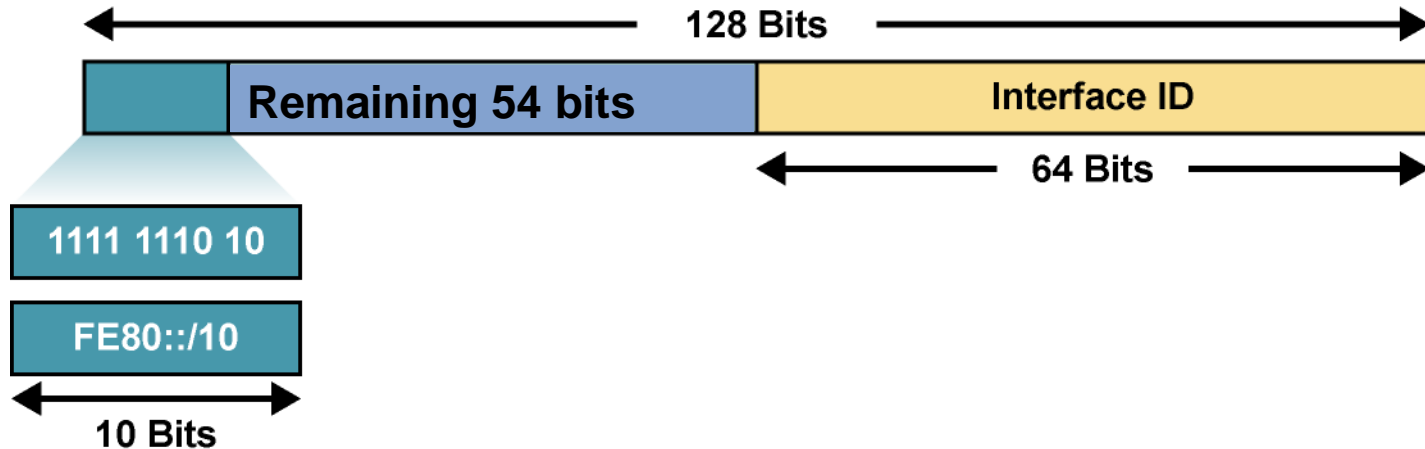 128 Bits
Remaining 54 bits
Interface ID
64 Bits
1111 1110 10
FE80::/10
10 Bits